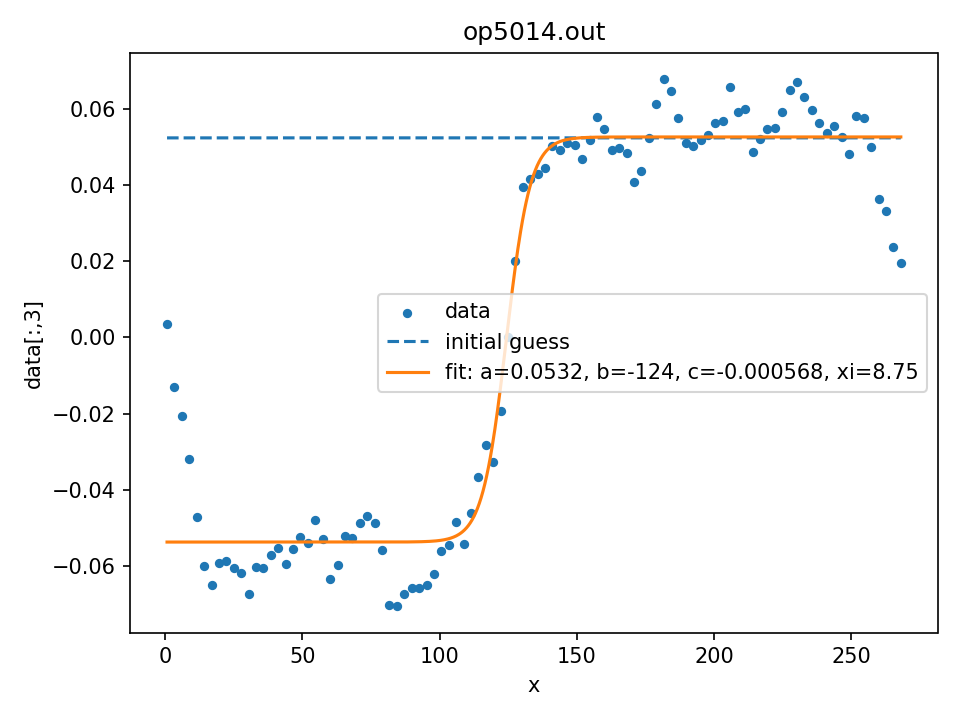 op5014.out
0.06
0.04
0.02
0.00
−0.02
−0.04
−0.06
data[:,3]
data
initial guess
fit: a=0.0532, b=-124, c=-0.000568, xi=8.75
0 50 100 150 200 250
x